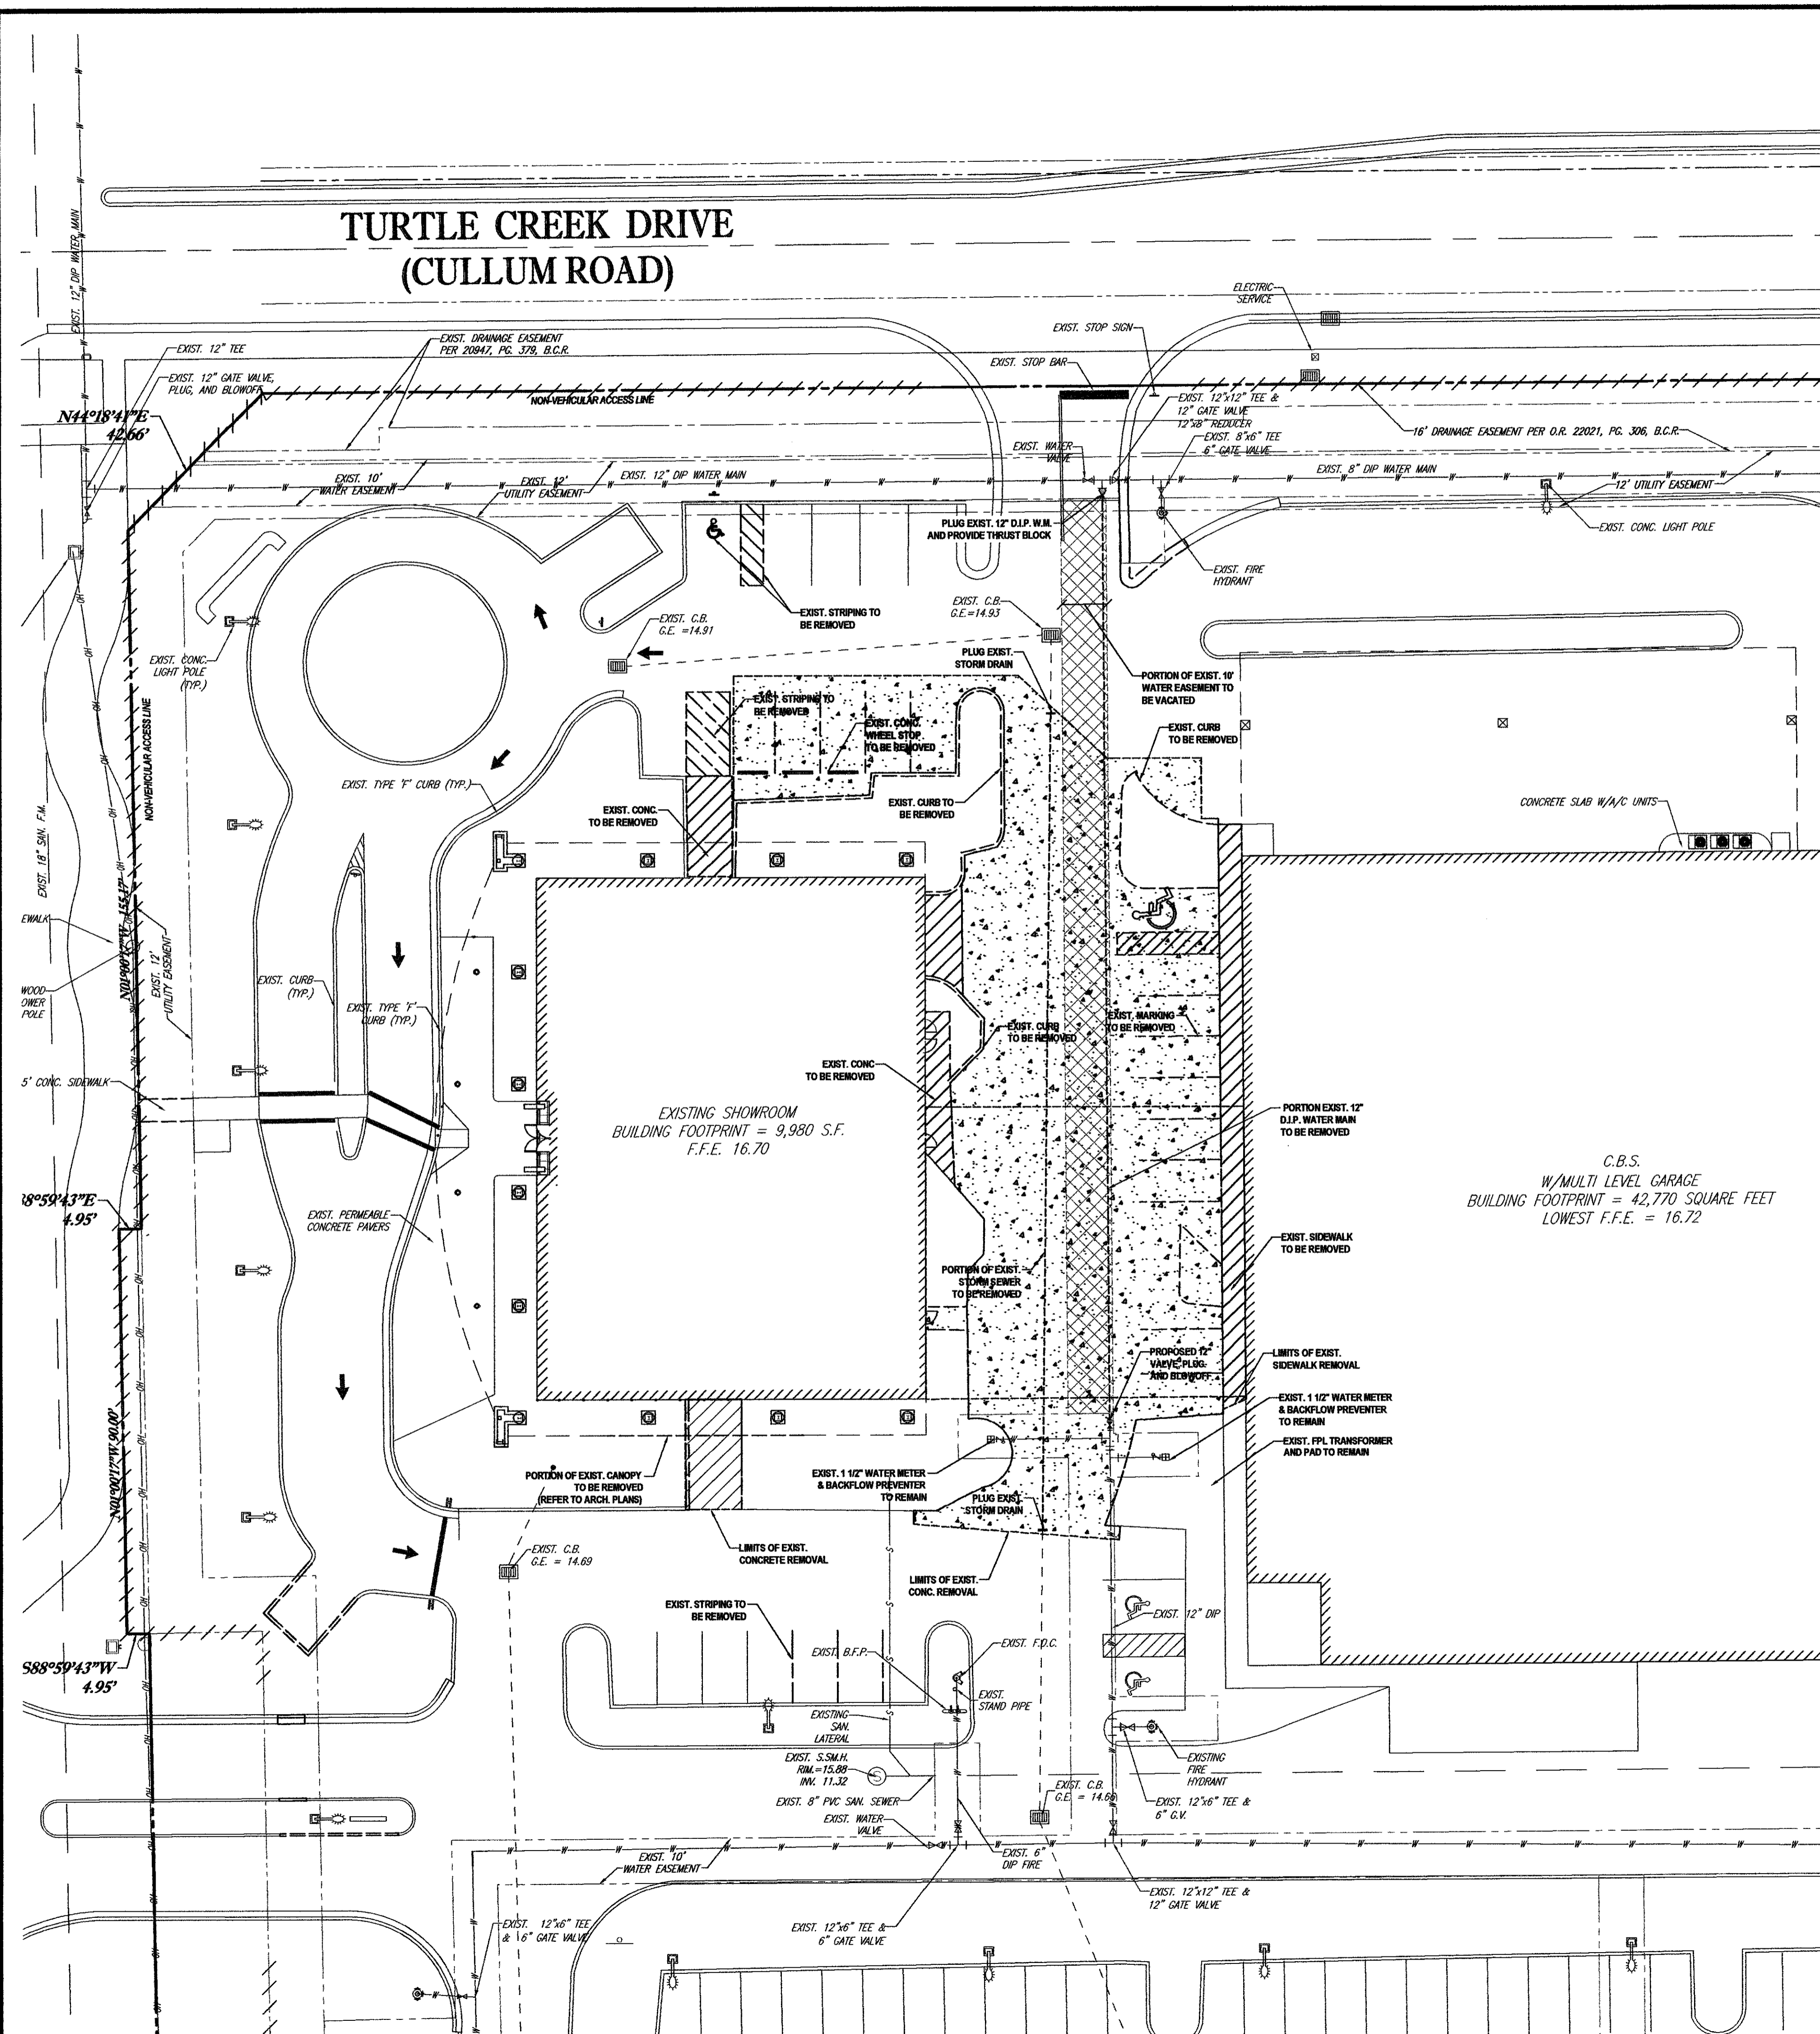 EXIST. 12" DIP WATER MAIN
TURTLE CREEK DRIVE
(CULLUM ROAD)
ELECTRIC
SERVICE
EXIST. STOP SIGN
EXIST. STOP BAR
EXIST. 12" TEE
EXIST. 12" GATE VALVE,
PLUG, AND BLOWOFF
EXIST. DRAINAGE EASEMENT
PER 20947, PG. 379, B.C.R.
NON-VEHICULAR ACCESS LINE
N44°18'41"E
42.66'
EXIST. 12"x12" TEE &
12" GATE VALVE
12"x8" REDUCER
EXIST. 8"x6" TEE
6" GATE VALVE
16' DRAINAGE EASEMENT PER O.R. 22021, PG. 306, B.C.R.
EXIST. WATER
VALVE
EXIST. 10'
WATER EASEMENT
EXIST. 12'
UTILITY EASEMENT
EXIST. 12" DIP WATER MAIN
EXIST. 8" DIP WATER MAIN
12' UTILITY EASEMENT
EXIST. CONC. LIGHT POLE
PLUG EXIST. 12" D.I.P. W.M.
AND PROVIDE THRUST BLOCK
EXIST. FIRE
HYDRANT
EXIST. STRIPING TO
BE REMOVED
EXIST. C.B.
G.E. =14.91
EXIST. C.B.
G.E.=14.93
EXIST. CONC.
LIGHT POLE
(TYP.)
PLUG EXIST.
STORM DRAIN
PORTION OF EXIST. 10'
WATER EASEMENT TO
BE VACATED
NON-VEHICULAR ACCESS LINE
EXIST. STRIPING TO
BE REMOVED
EXIST. CONC.
WHEEL STOP
TO BE REMOVED
EXIST. CURB
TO BE REMOVED
EXIST. TYPE 'F' CURB (TYP.)
EXIST. CONC.
TO BE REMOVED
EXIST. CURB TO
BE REMOVED
CONCRETE SLAB W/A/C UNITS
EXIST. 18" SAN. F.M.
EWALK
N01°00'17"W 155.17'
EXIST. 12'
UTILITY EASEMENT
WOOD
OWER
POLE
EXIST. CURB
(TYP.)
EXIST. TYPE 'F'
CURB (TYP.)
EXIST. CURB
TO BE REMOVED
EXIST. MARKING
TO BE REMOVED
EXIST. CONC
TO BE REMOVED
5' CONC. SIDEWALK
EXISTING SHOWROOM
BUILDING FOOTPRINT = 9,980 S.F.
F.F.E. 16.70
PORTION EXIST. 12"
D.I.P. WATER MAIN
TO BE REMOVED
C.B.S.
W/MULTI LEVEL GARAGE
BUILDING FOOTPRINT = 42,770 SQUARE FEET
LOWEST F.F.E. = 16.72
8°59'43"E
4.95'
EXIST. PERMEABLE
CONCRETE PAVERS
EXIST. SIDEWALK
TO BE REMOVED
PORTION OF EXIST.
STORM SEWER
TO BE REMOVED
PROPOSED 12"
VALVE, PLUG
AND BLOWOFF
LIMITS OF EXIST.
SIDEWALK REMOVAL
EXIST. 1 1/2" WATER METER
& BACKFLOW PREVENTER
TO REMAIN
EXIST. FPL TRANSFORMER
AND PAD TO REMAIN
N01°00'17"W 90.00'
PORTION OF EXIST. CANOPY
TO BE REMOVED
(REFER TO ARCH. PLANS)
EXIST. 1 1/2" WATER METER
& BACKFLOW PREVENTER
TO REMAIN
PLUG EXIST.
STORM DRAIN
LIMITS OF EXIST.
CONCRETE REMOVAL
EXIST. C.B.
G.E. = 14.69
LIMITS OF EXIST.
CONC. REMOVAL
EXIST. STRIPING TO
BE REMOVED
EXIST. 12" DIP
EXIST. B.F.P.
EXIST. F.D.C.
S88°59'43"W
4.95'
EXIST.
STAND PIPE
EXISTING
SAN.
LATERAL
EXIST. S.SM.H.
RIM.=15.88
INV. 11.32
EXISTING
FIRE
HYDRANT
EXIST. 8" PVC SAN. SEWER
EXIST. C.B.
G.E. = 14.66
EXIST. 12"x6" TEE &
6" G.V.
EXIST. WATER
VALVE
EXIST. 10'
WATER EASEMENT
EXIST. 6"
DIP FIRE
EXIST. 12"x12" TEE &
12" GATE VALVE
EXIST. 12"x6" TEE
& 6" GATE VALVE
EXIST. 12"x6" TEE &
6" GATE VALVE